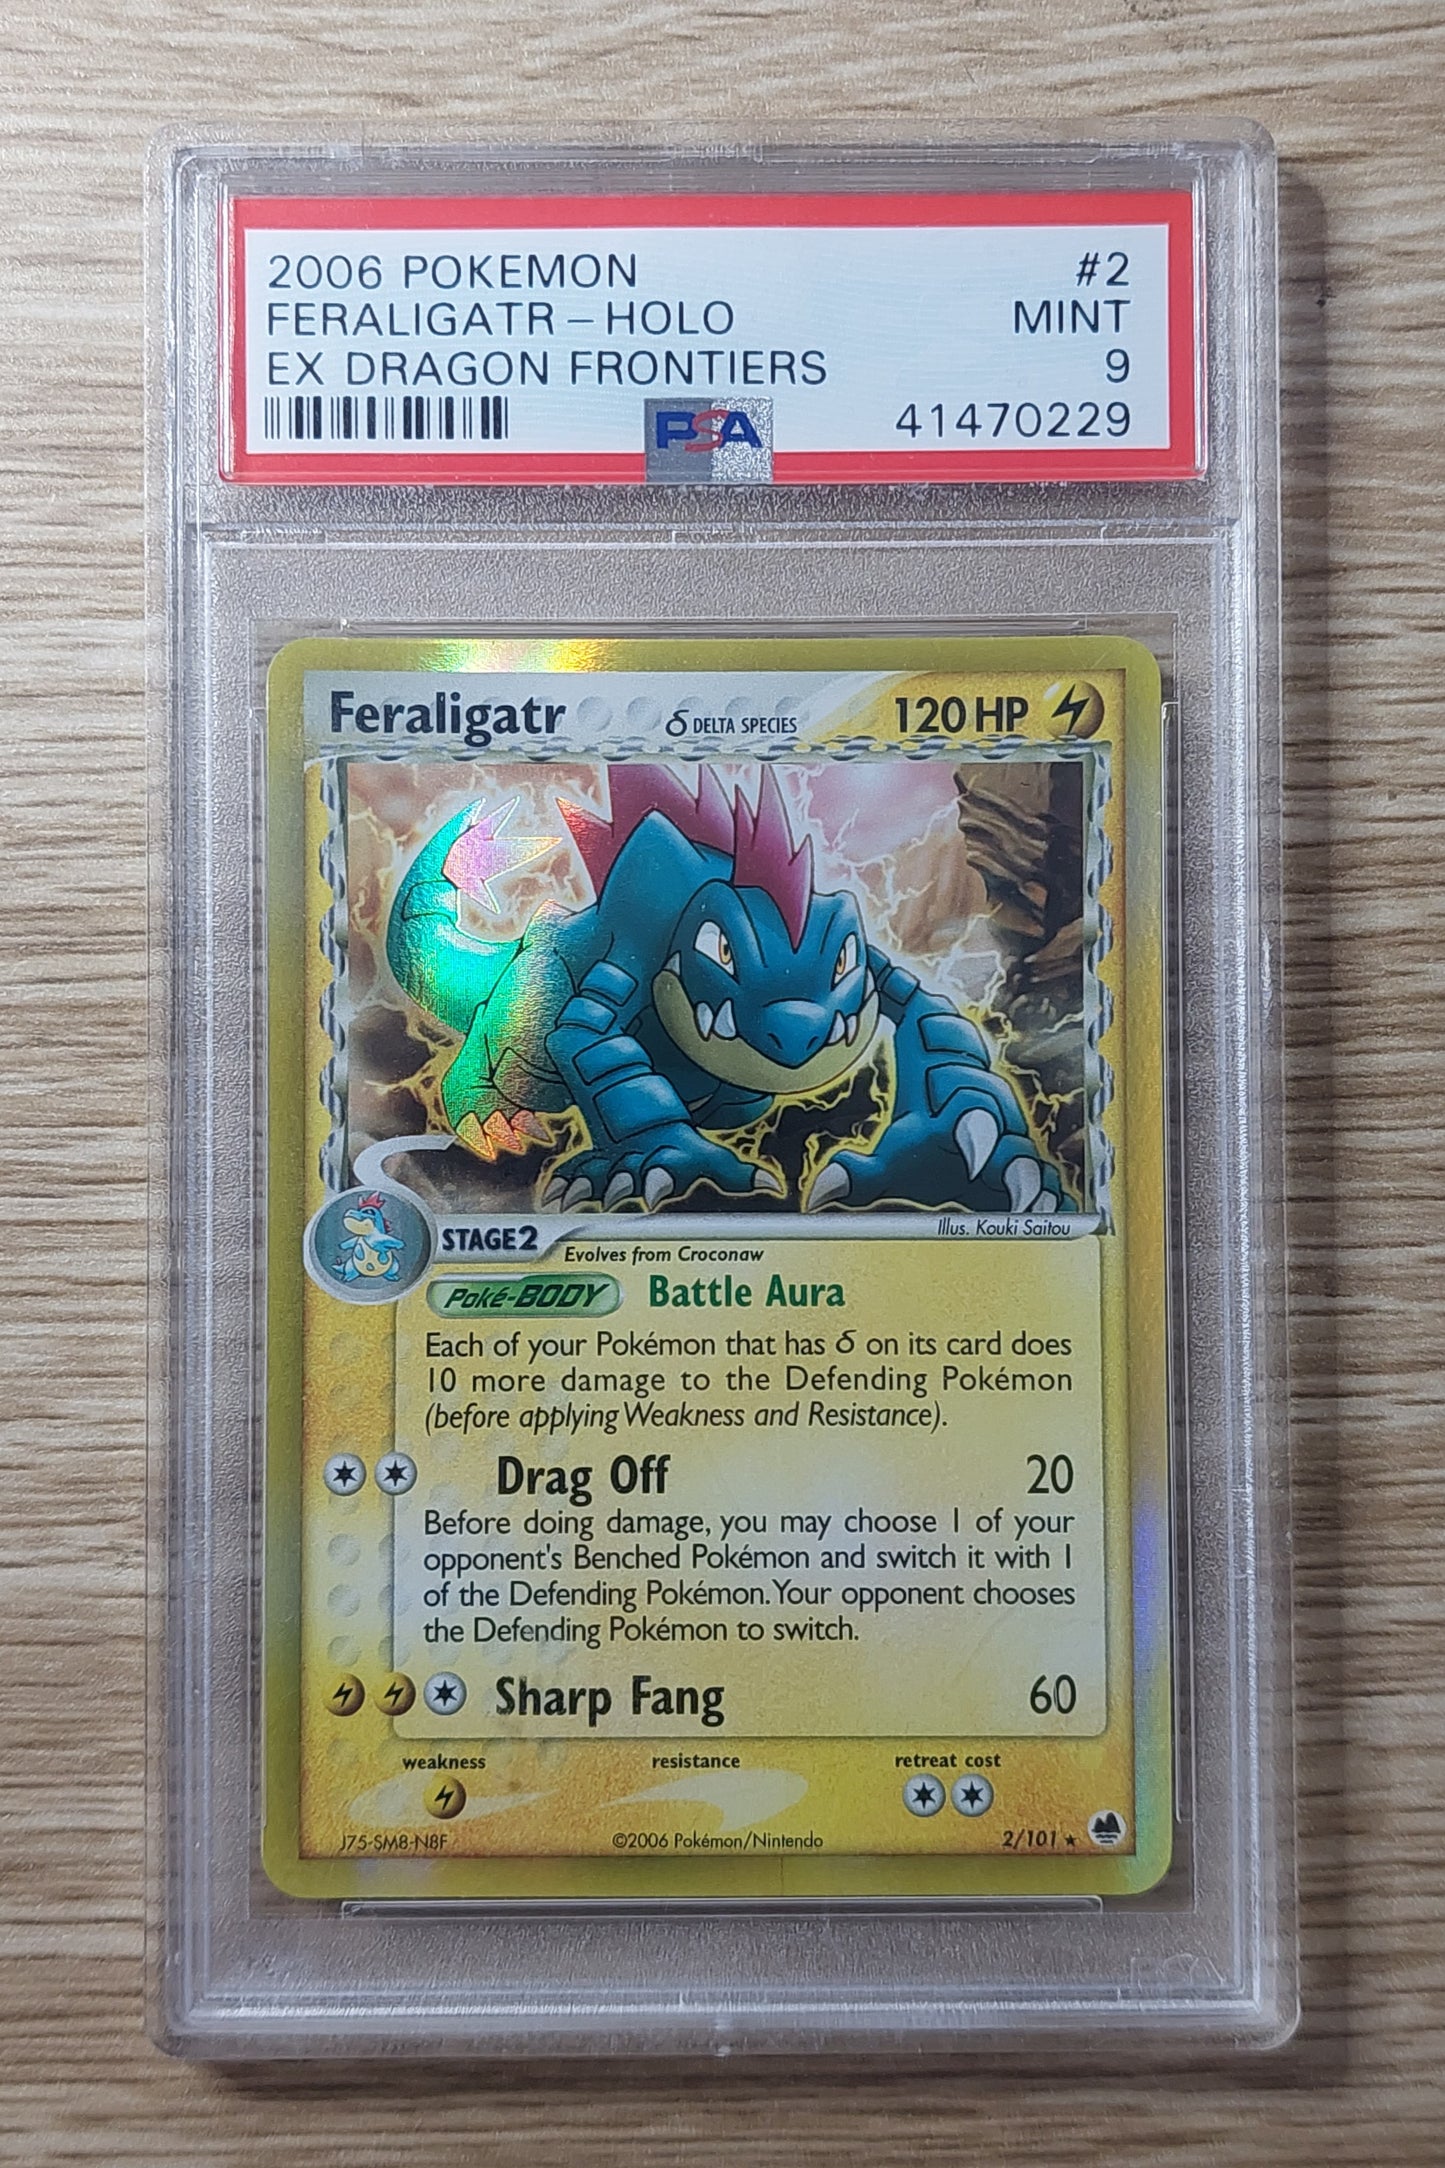 2006 POKEMON #2
FERALIGATR-HOLO MINT
EX DRAGON FRONTIERS 9
PSA 41470229
Feraligatr δ DELTA SPECIES 120 HP
STAGE2 Illus. Kouki Saitou
Evolves from Croconaw
Poké-BODY Battle Aura
Each of your Pokémon that has δ on its card does
10 more damage to the Defending Pokémon
(before applying Weakness and Resistance).
Drag Off 20
Before doing damage, you may choose 1 of your
opponent's Benched Pokémon and switch it with 1
of the Defending Pokémon. Your opponent chooses
the Defending Pokémon to switch.
Sharp Fang 60
weakness resistance retreat cost
J75-SM8-N8F ©2006 Pokémon/Nintendo 2/101 ★